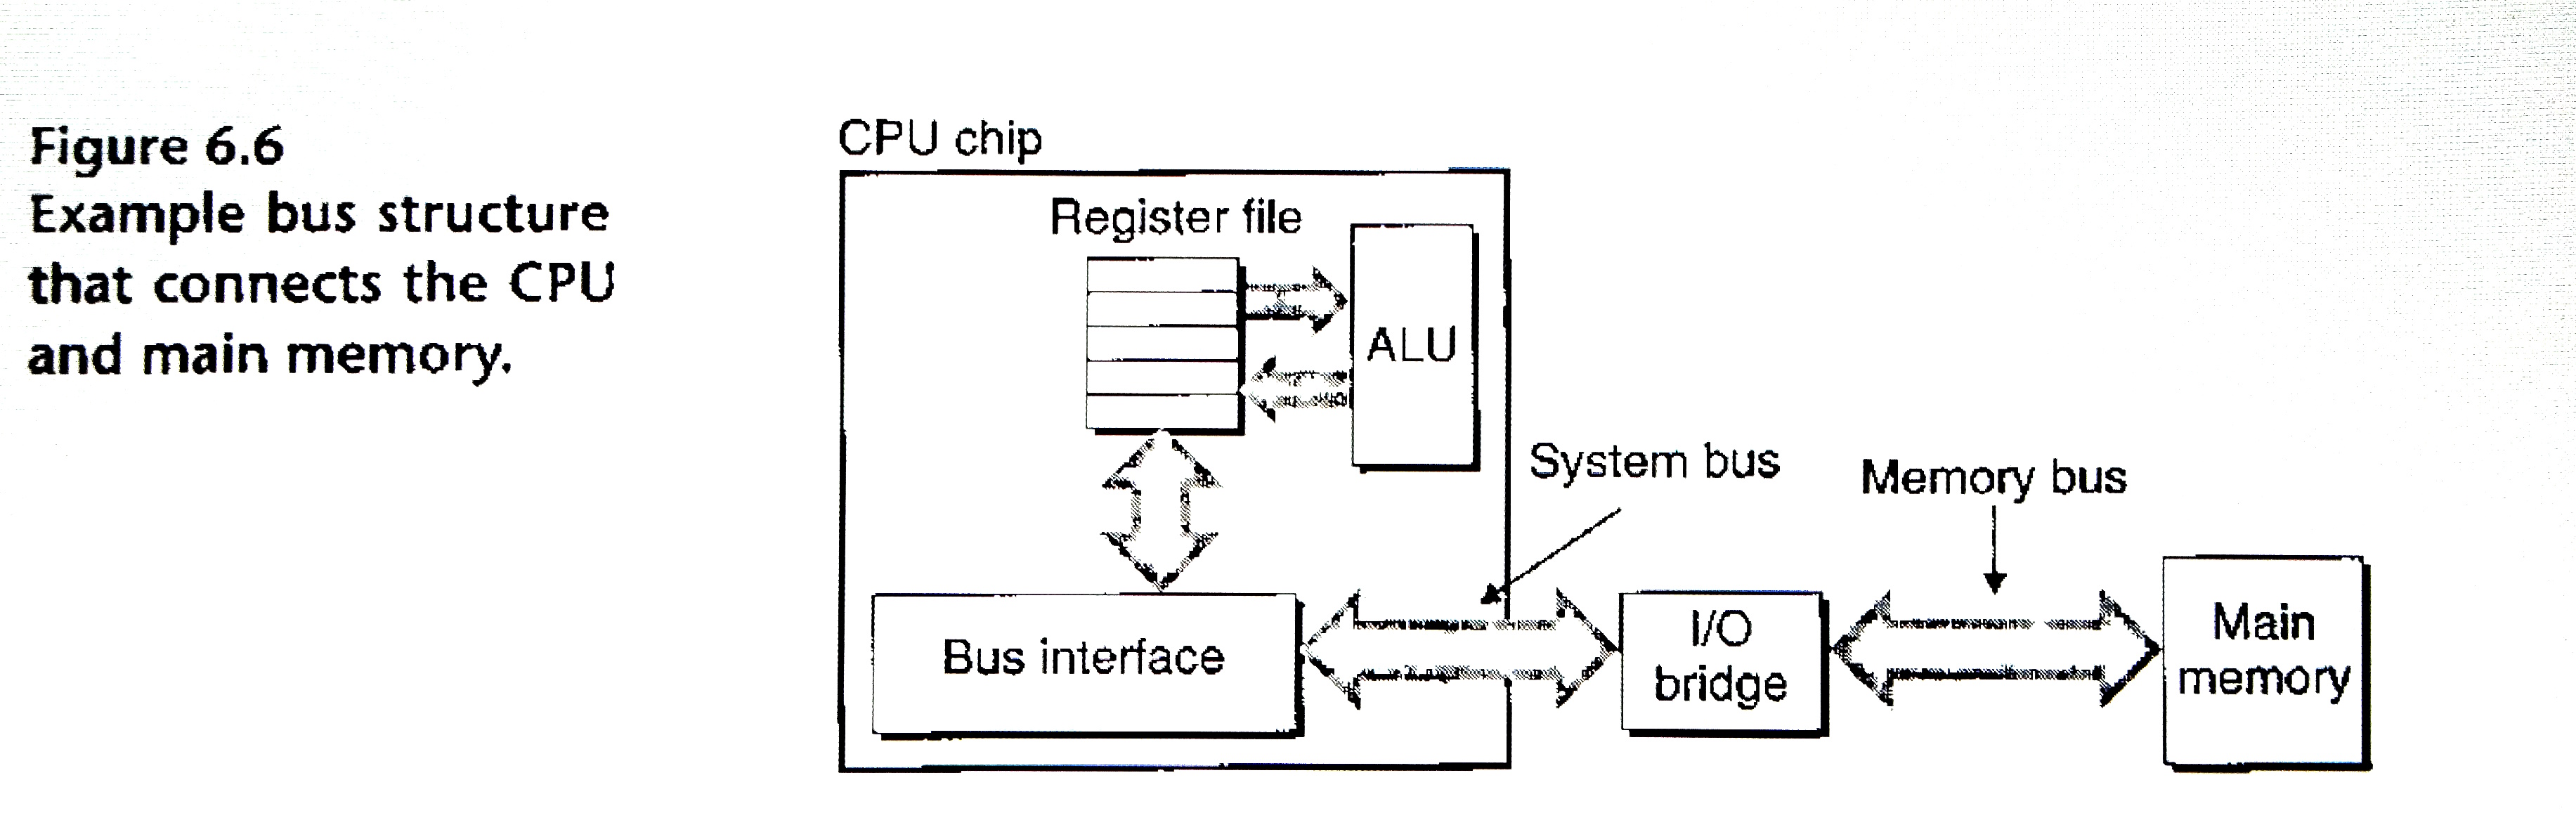 Figure 6.6
Example bus structure
that connects the CPU
and main memory.
CPU chip
Register file
ALU
System bus
Memory bus
Bus interface
I/O
bridge
Main
memory